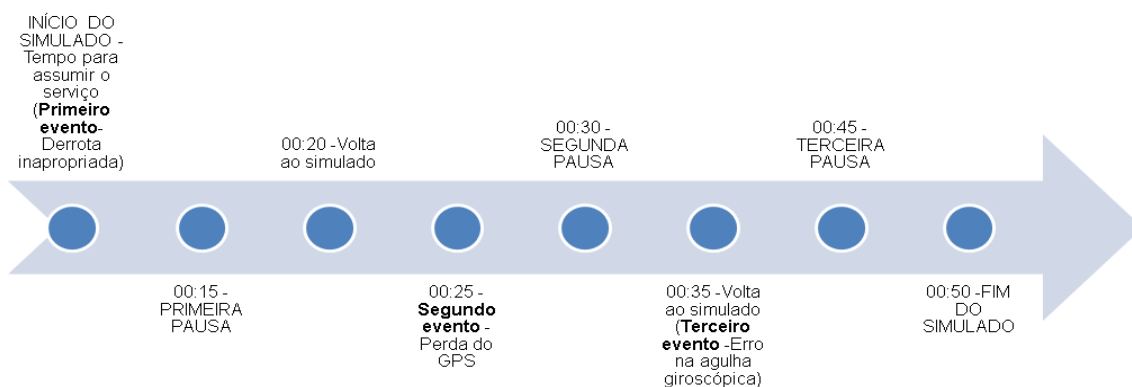 INÍCIO DO
SIMULADO -
Tempo para
assumir o
serviço
(Primeiro
evento-
Derrota
inapropriada)
00:15 -
PRIMEIRA
PAUSA
00:20 -Volta
ao simulado
00:25 -
Segundo
evento -
Perda do
GPS
00:30 -
SEGUNDA
PAUSA
00:35 -Volta
ao simulado
(Terceiro
evento -Erro
na agulha
giroscópica)
00:45 -
TERCEIRA
PAUSA
00:50 -FIM
DO
SIMULADO